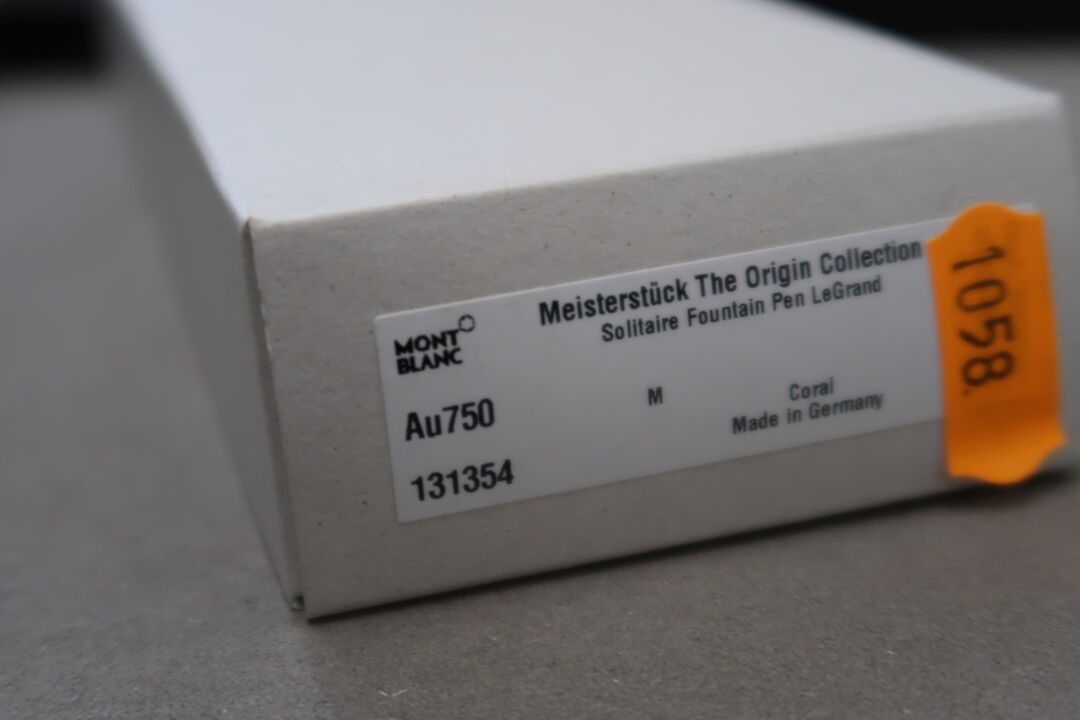 MONT
BLANC
Meisterstück The Origin Collection
Solitaire Fountain Pen LeGrand
Au750
M
Coral
Made in Germany
131354
1058.